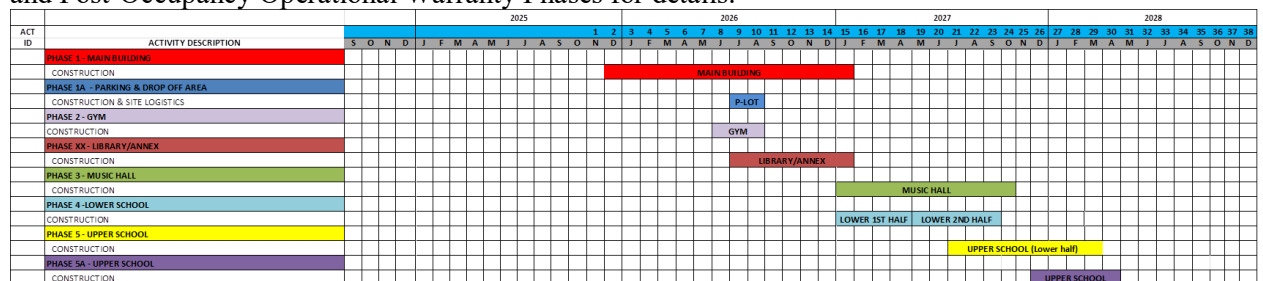 and Post-Occupancy Operational Warranty Phases for details.
2025 2026 2027 2028
ACT 1 2 3 4 5 6 7 8 9 10 11 12 13 14 15 16 17 18 19 20 21 22 23 24 25 26 27 28 29 30 31 32 33 34 35 36 37 38
ID ACTIVITY DESCRIPTION S O N D J F M A M J J A S O N D J F M A M J J A S O N D J F M A M J J A S O N D J F M A M J J A S O N D
PHASE 1 - MAIN BUILDING
CONSTRUCTION MAIN BUILDING
PHASE 1A - PARKING & DROP OFF AREA
CONSTRUCTION & SITE LOGISTICS P-LOT
PHASE 2 - GYM
CONSTRUCTION GYM
PHASE XX- LIBRARY/ANNEX
CONSTRUCTION LIBRARY/ANNEX
PHASE 3 - MUSIC HALL
CONSTRUCTION MUSIC HALL
PHASE 4 -LOWER SCHOOL
CONSTRUCTION LOWER 1ST HALF LOWER 2ND HALF
PHASE 5 - UPPER SCHOOL
CONSTRUCTION UPPER SCHOOL (Lower half)
PHASE 5A - UPPER SCHOOL
CONSTRUCTION UPPER SCHOOL